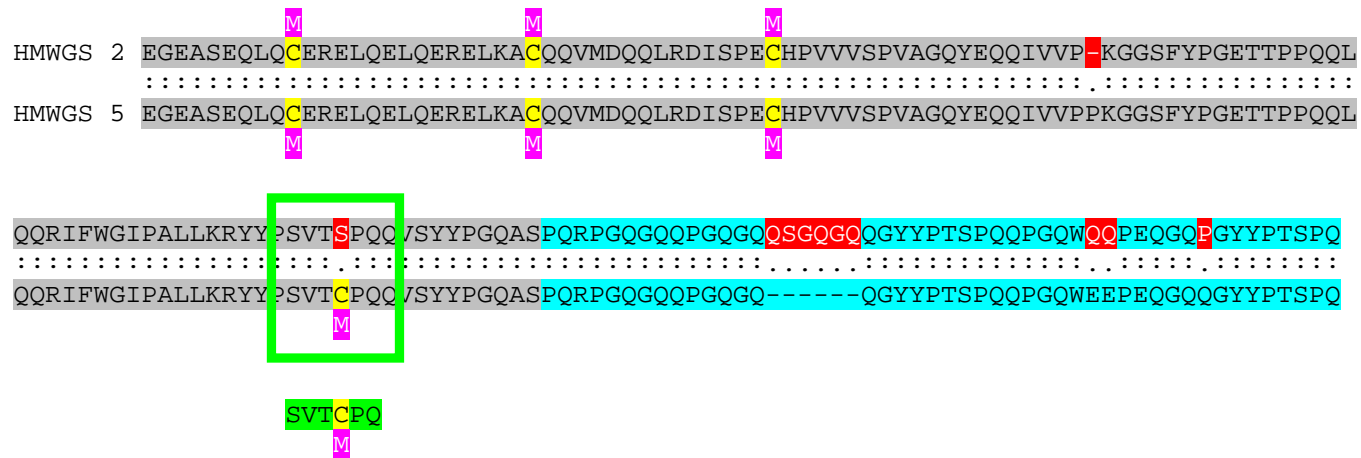 M M M
HMWGS 2 EGEASEQLQCERELQELQERELKACQQVMDQQLRDISPECHPVVVSPVAGQYEQQIVVP-KGGSFYPGETTPPQQL
:::::::::::::::::::::::::::::::::::::::::::::::::::::::::::.::::::::::::::::
HMWGS 5 EGEASEQLQCERELQELQERELKACQQVMDQQLRDISPECHPVVVSPVAGQYEQQIVVPPKGGSFYPGETTPPQQL
M M M
QQRIFWGIPALLKRYYPSVTSPQQVSYYPGQASPQRPGQGQQPGQGQQSGQGQQGYYPTSPQQPGQWQQPEQGQPGYYPTSPQ
::::::::::::::::::::.::::::::::::::::::::::::::......:::::::::::::..:::::.:::::::::
QQRIFWGIPALLKRYYPSVTCPQQVSYYPGQASPQRPGQGQQPGQGQ------QGYYPTSPQQPGQWEEPEQGQQGYYPTSPQ
M
SVTCPQ
M